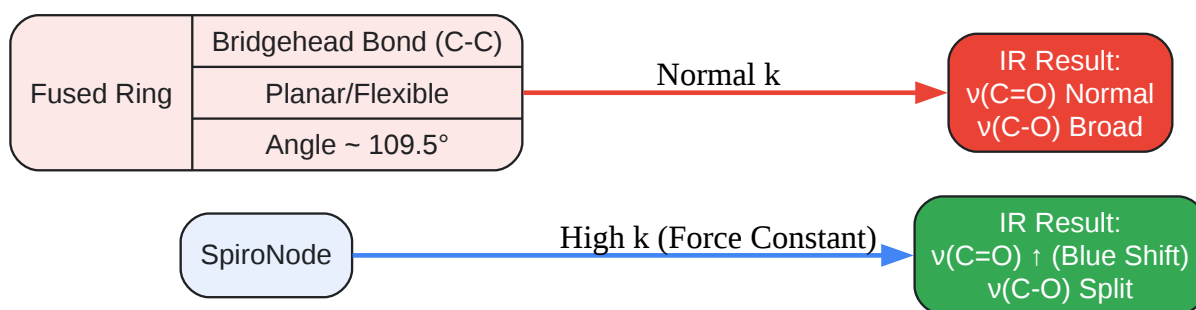 Fused Ring
Bridgehead Bond (C-C)
Planar/Flexible
Angle ~ 109.5°
Normal k
IR Result:
ν(C=O) Normal
ν(C-O) Broad
SpiroNode
High k (Force Constant)
IR Result:
ν(C=O) ↑ (Blue Shift)
ν(C-O) Split